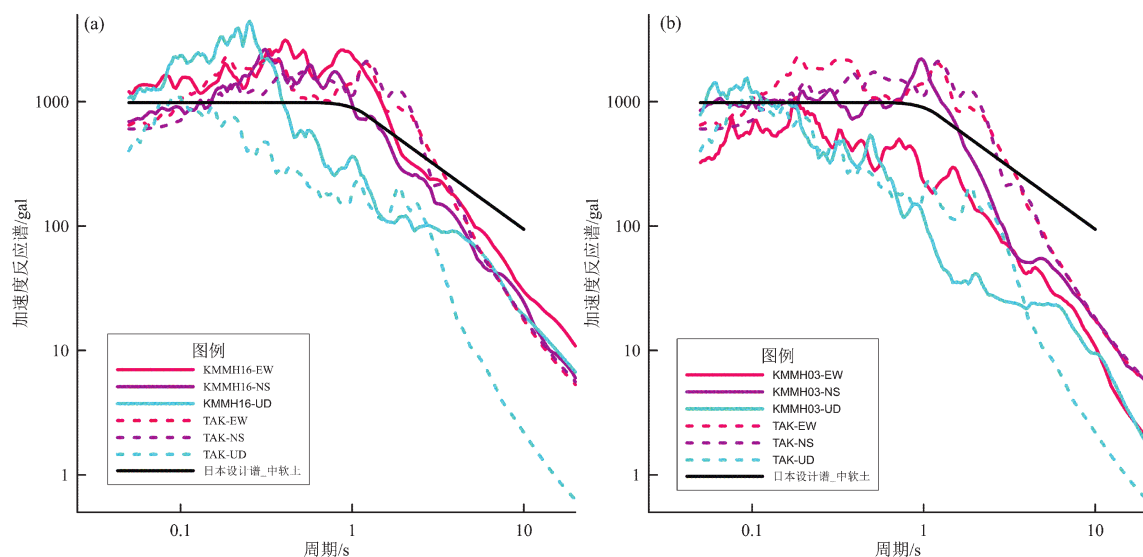 (a)
1000
100
10
1
加速度反应谱/gal
图例
KMMH16-EW
KMMH16-NS
KMMH16-UD
TAK-EW
TAK-NS
TAK-UD
日本设计谱_中软土
0.1
1
10
周期/s
(b)
1000
100
10
1
加速度反应谱/gal
图例
KMMH03-EW
KMMH03-NS
KMMH03-UD
TAK-EW
TAK-NS
TAK-UD
日本设计谱_中软土
0.1
1
10
周期/s